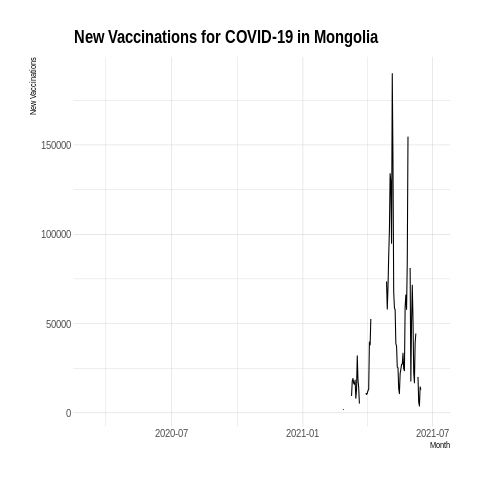 New Vaccinations for COVID-19 in Mongolia
New Vaccinations
150000
100000
50000
0
2020-07
2021-01
2021-07
Month